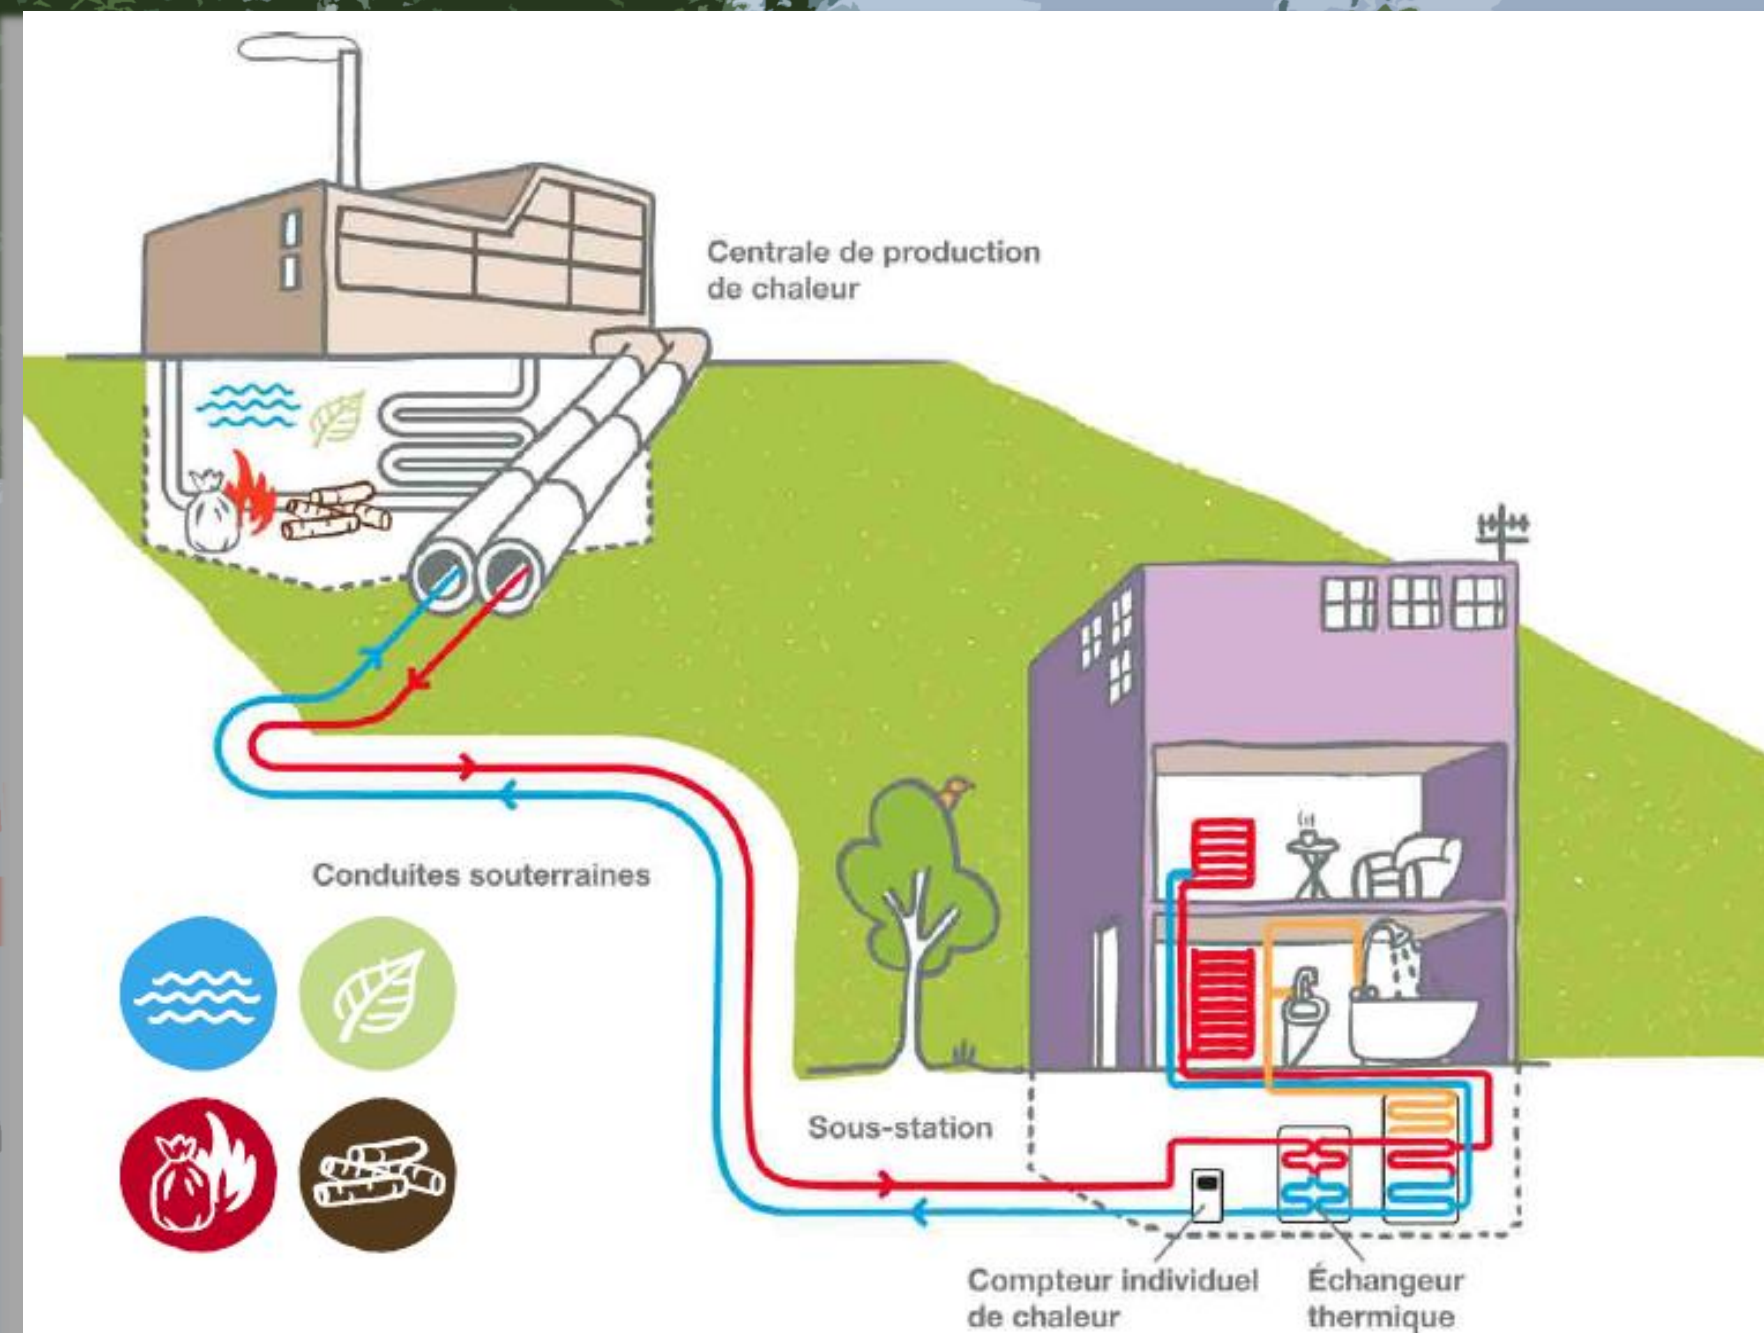 Centrale de production
de chaleur
Conduites souterraines
Sous-station
Compteur individuel
de chaleur
Échangeur
thermique